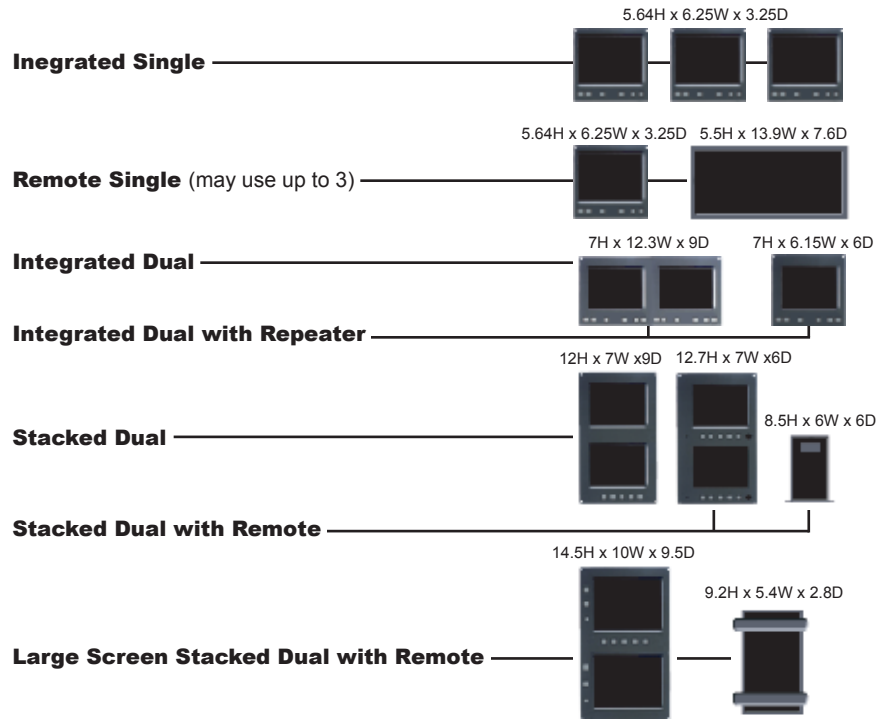 5.64H x 6.25W x 3.25D
Inegrated Single
5.64H x 6.25W x 3.25D 5.5H x 13.9W x 7.6D
Remote Single (may use up to 3)
7H x 12.3W x 9D 7H x 6.15W x 6D
Integrated Dual
Integrated Dual with Repeater
12H x 7W x9D 12.7H x 7W x6D
8.5H x 6W x 6D
Stacked Dual
Stacked Dual with Remote
14.5H x 10W x 9.5D
9.2H x 5.4W x 2.8D
Large Screen Stacked Dual with Remote